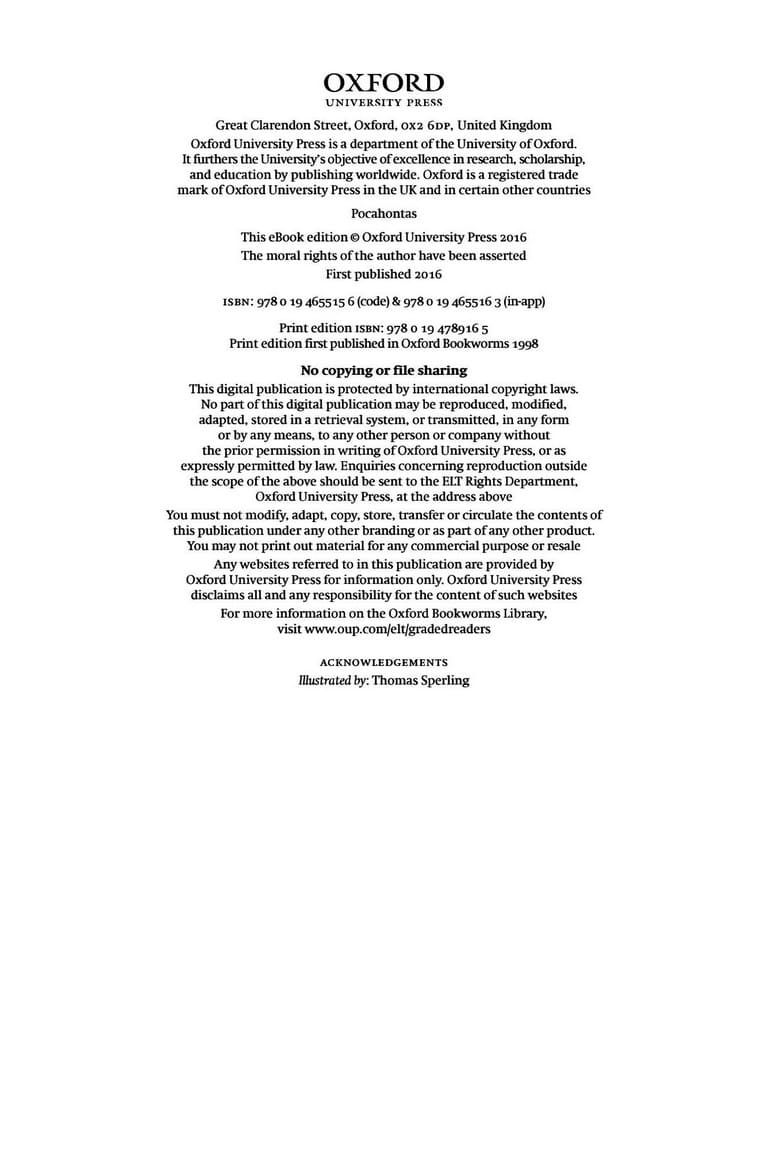 OXFORD
UNIVERSITY PRESS
Great Clarendon Street, Oxford, OX2 6DP, United Kingdom
Oxford University Press is a department of the University of Oxford.
It furthers the University’s objective of excellence in research, scholarship,
and education by publishing worldwide. Oxford is a registered trade
mark of Oxford University Press in the UK and in certain other countries
Pocahontas
This eBook edition © Oxford University Press 2016
The moral rights of the author have been asserted
First published 2016
ISBN: 978 0 19 465515 6 (code) & 978 0 19 465516 3 (in-app)
Print edition ISBN: 978 0 19 478916 5
Print edition first published in Oxford Bookworms 1998
No copying or file sharing
This digital publication is protected by international copyright laws.
No part of this digital publication may be reproduced, modified,
adapted, stored in a retrieval system, or transmitted, in any form
or by any means, to any other person or company without
the prior permission in writing of Oxford University Press, or as
expressly permitted by law. Enquiries concerning reproduction outside
the scope of the above should be sent to the ELT Rights Department,
Oxford University Press, at the address above
You must not modify, adapt, copy, store, transfer or circulate the contents of
this publication under any other branding or as part of any other product.
You may not print out material for any commercial purpose or resale
Any websites referred to in this publication are provided by
Oxford University Press for information only. Oxford University Press
disclaims all and any responsibility for the content of such websites
For more information on the Oxford Bookworms Library,
visit www.oup.com/elt/gradedreaders
ACKNOWLEDGEMENTS
Illustrated by: Thomas Sperling